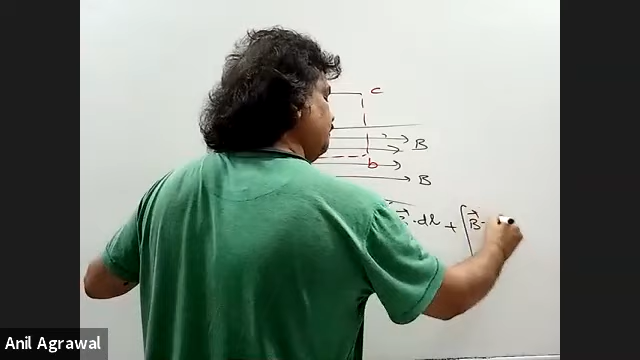 c
B
b
B
B⃗ · dl + ∫ B⃗ ·
Anil Agrawal